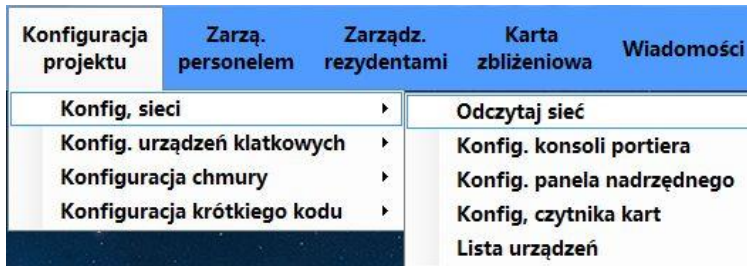 Konfiguracja
projektu
Zarzą.
personelem
Zarządz.
rezydentami
Karta
zbliżeniowa
Wiadomości
Konfig, sieci
Konfig. urządzeń klatkowych
Konfiguracja chmury
Konfiguracja krótkiego kodu
Odczytaj sieć
Konfig. konsoli portiera
Konfig. panela nadrzędnego
Konfig, czytnika kart
Lista urządzeń